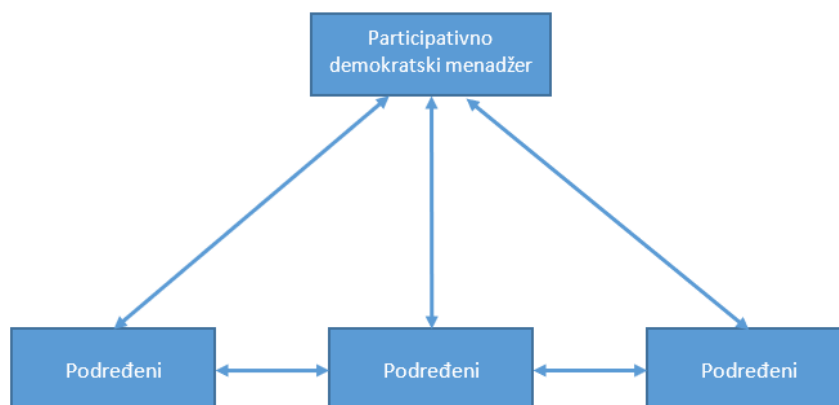 Participativno
demokratski menadžer
Podređeni
Podređeni
Podređeni